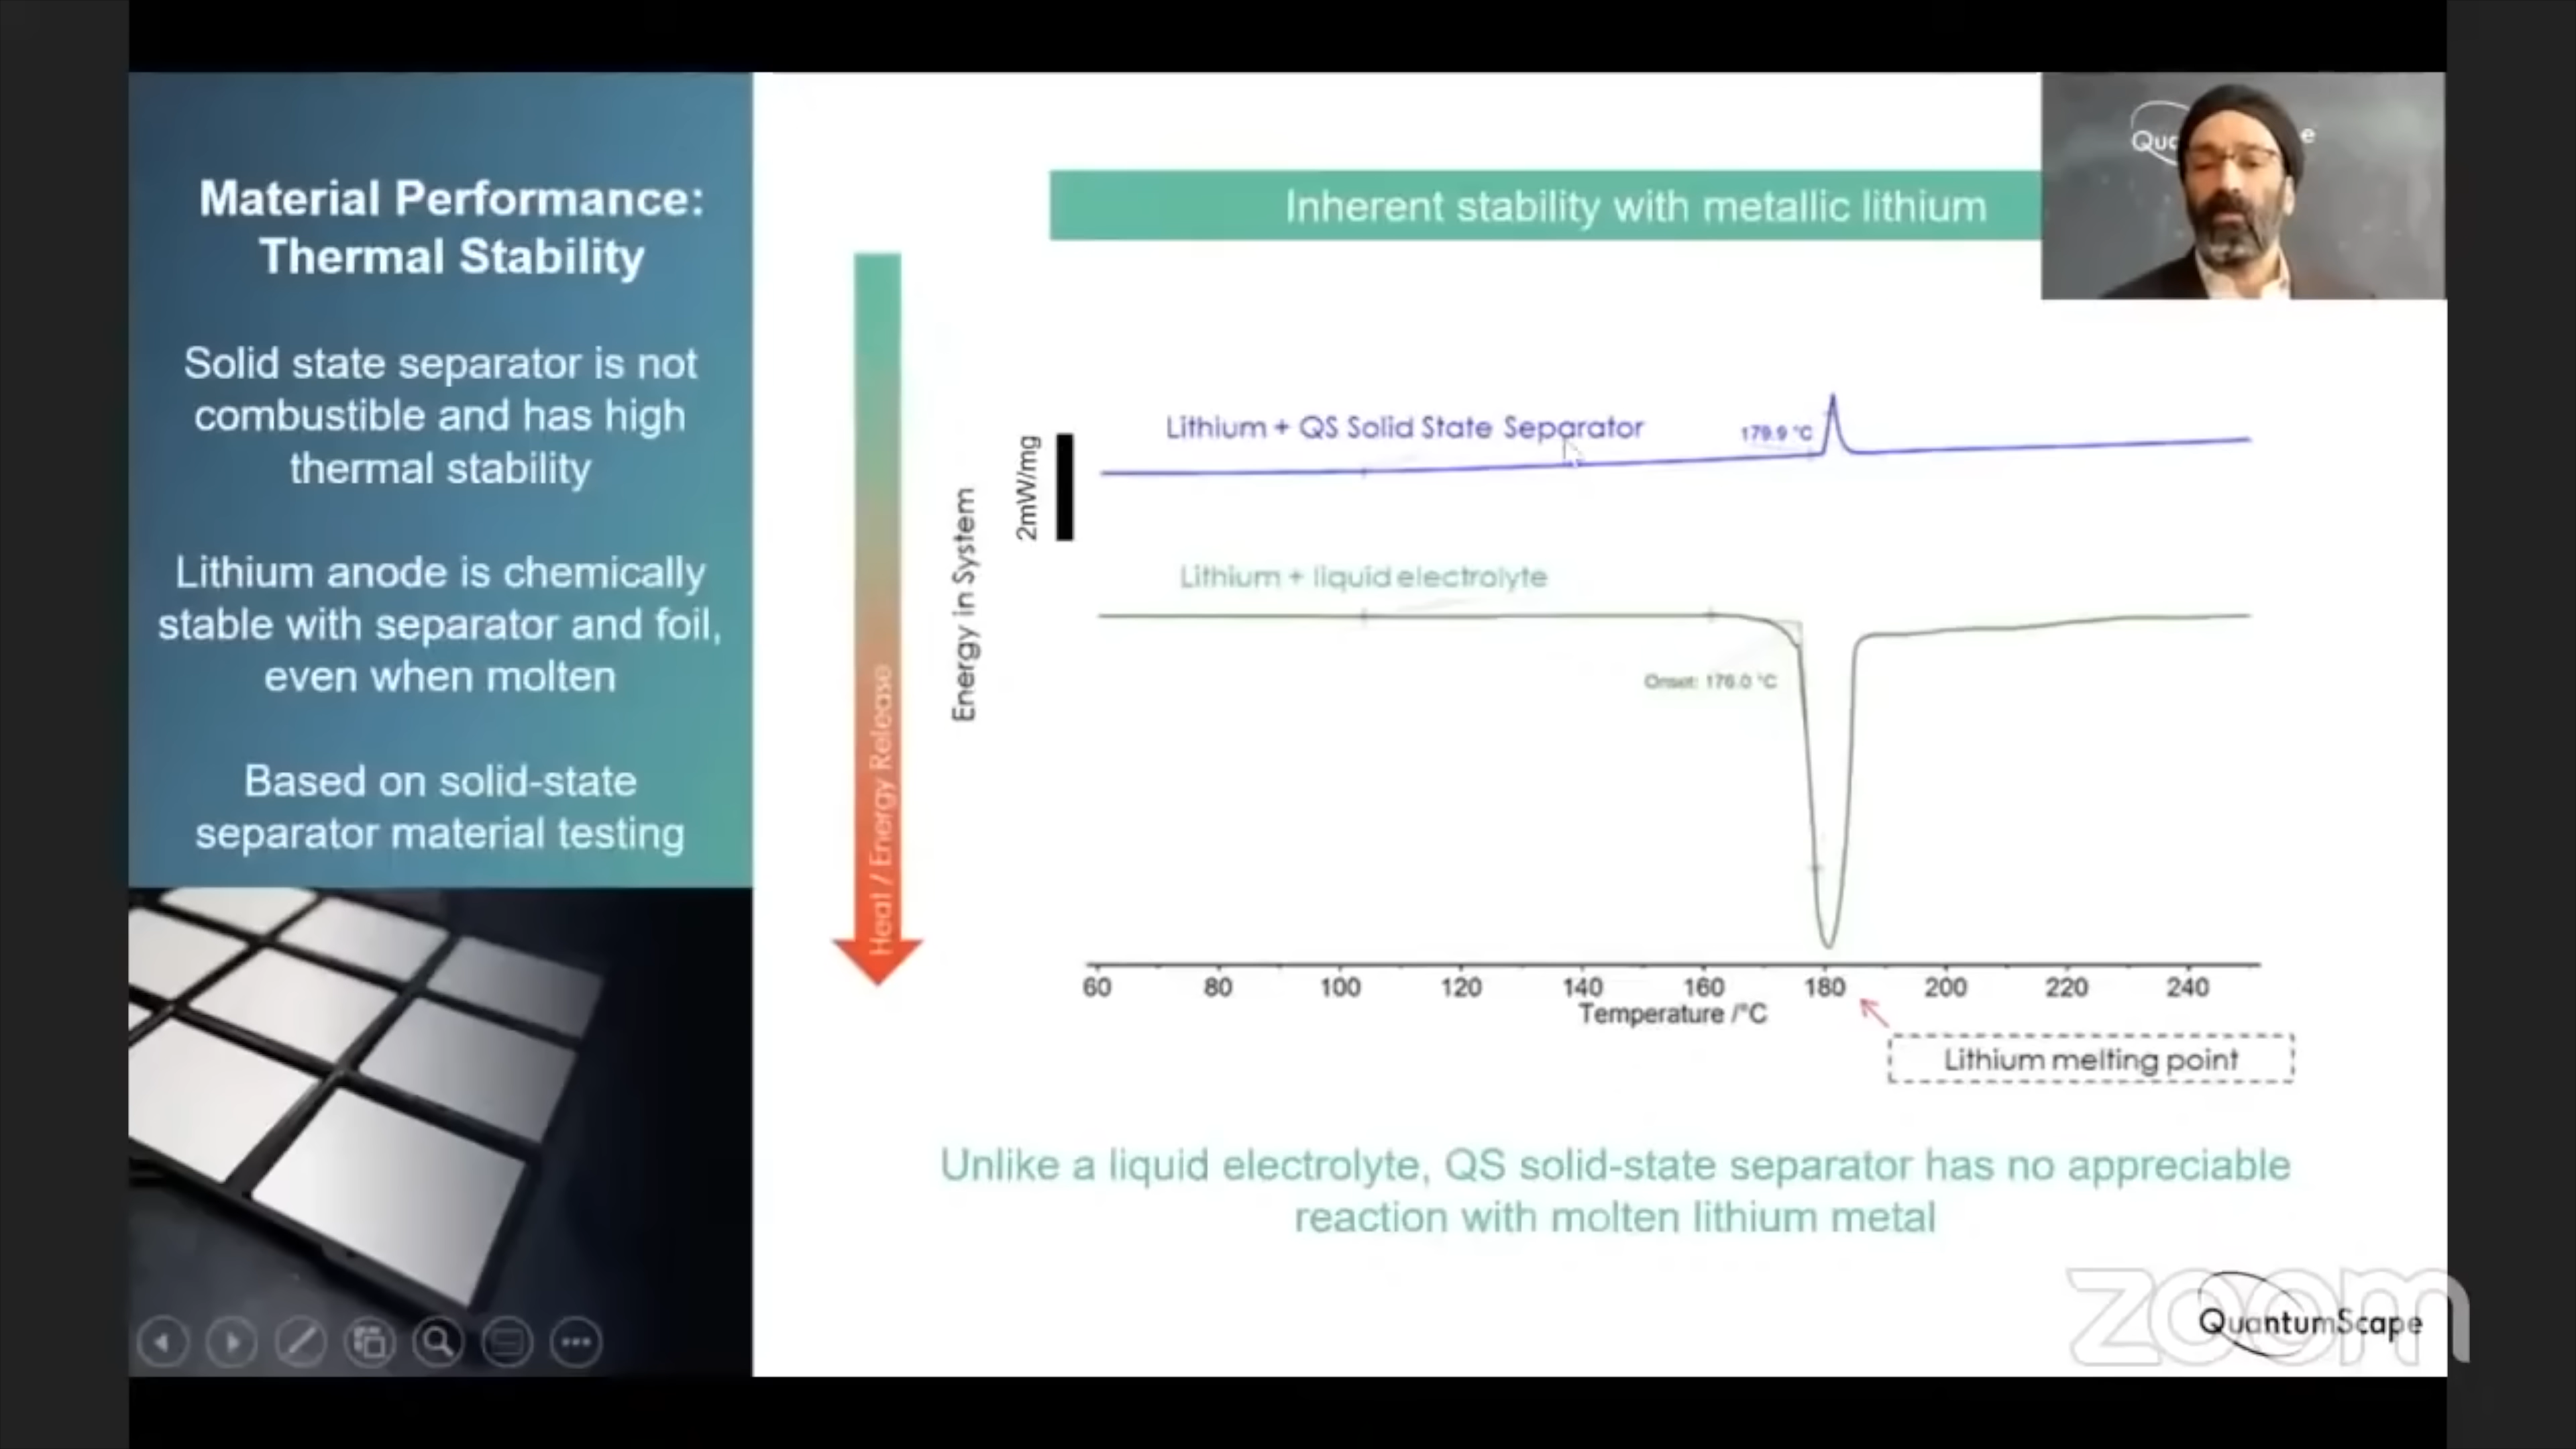 Material Performance:
Thermal Stability
Solid state separator is not
combustible and has high
thermal stability
Lithium anode is chemically
stable with separator and foil,
even when molten
Based on solid-state
separator material testing
Inherent stability with metallic lithium
Qua e
Heat / Energy Release
Energy in System
2mW/mg
Lithium + QS Solid State Separator
179.9 °C
Lithium + liquid electrolyte
Onset: 176.0 °C
60 80 100 120 140 160 180 200 220 240
Temperature /°C
Lithium melting point
Unlike a liquid electrolyte, QS solid-state separator has no appreciable
reaction with molten lithium metal
zoom
QuantumScape